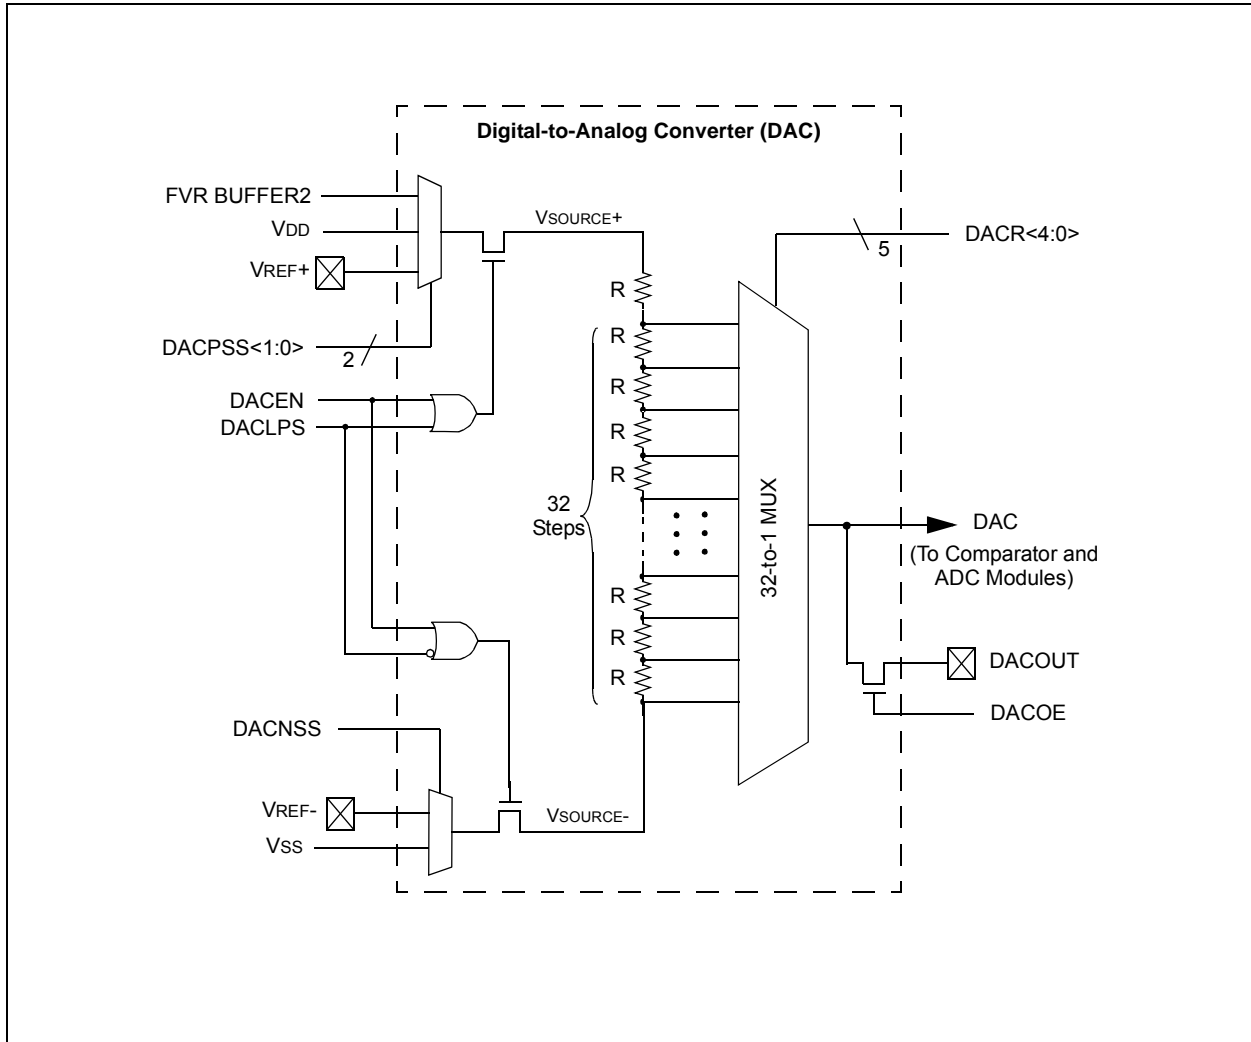 Digital-to-Analog Converter (DAC)
FVR BUFFER2
VDD
VREF+
VSOURCE+
DACR<4:0>
5
DACPSS<1:0>
2
DACEN
DACLPS
R
R
R
R
R
32
Steps
32-to-1 MUX
DAC
(To Comparator and
ADC Modules)
R
R
R
DACOUT
DACOE
DACNSS
VREF-
VSOURCE-
VSS